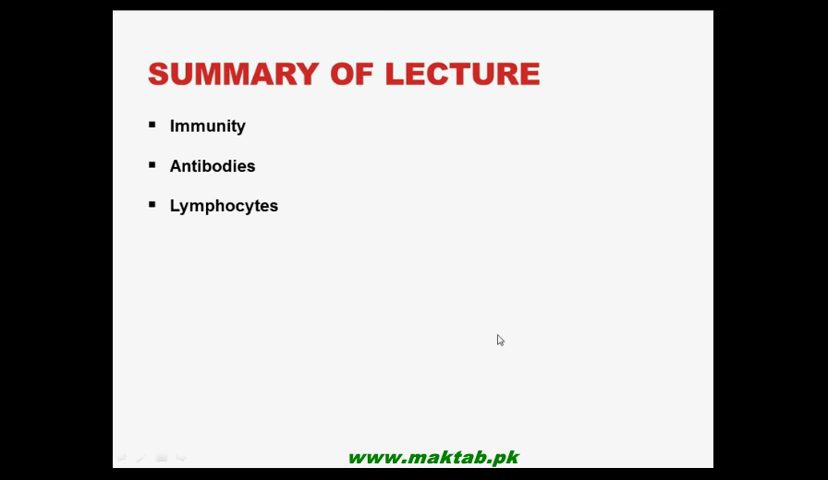 SUMMARY OF LECTURE
Immunity
Antibodies
Lymphocytes
www.maktab.pk